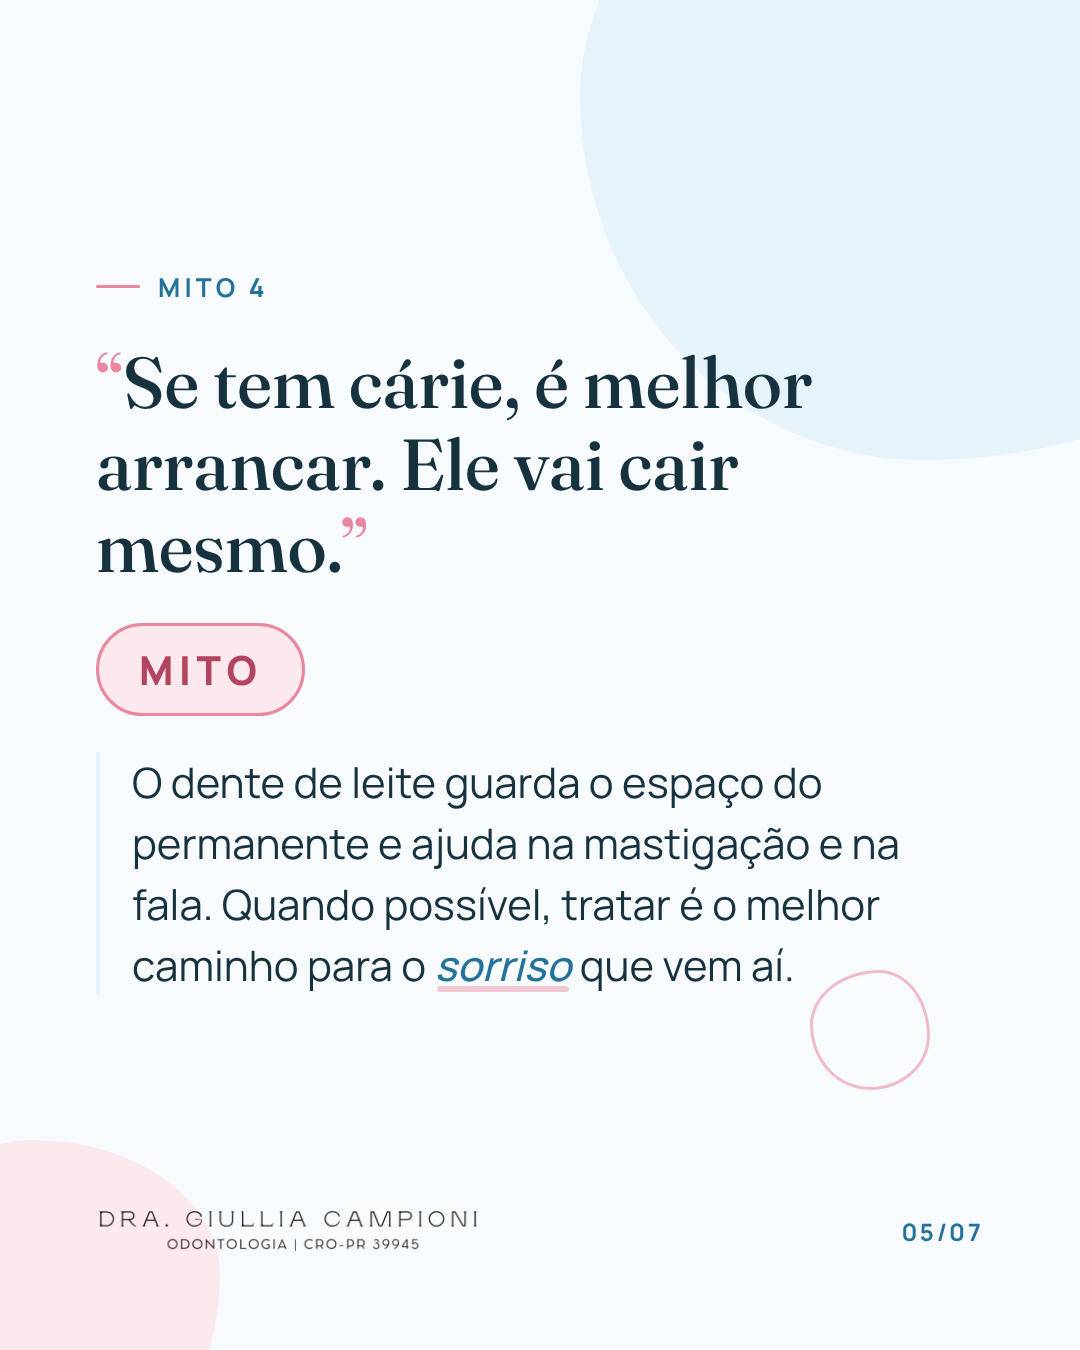 MITO 4
“Se tem cárie, é melhor
arrancar. Ele vai cair
mesmo.”
MITO
O dente de leite guarda o espaço do
permanente e ajuda na mastigação e na
fala. Quando possível, tratar é o melhor
caminho para o sorriso que vem aí.
DRA. GIULLIA CAMPIONI
ODONTOLOGIA | CRO-PR 39945
05/07